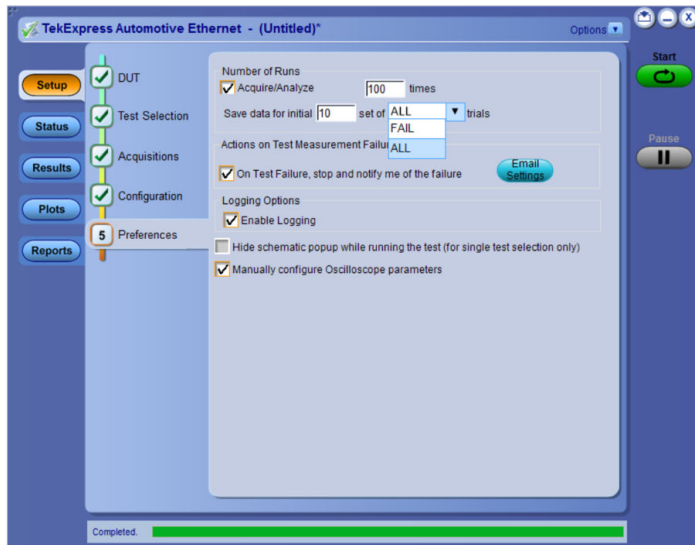 TekExpress Automotive Ethernet - (Untitled)*
Options
Start
Pause
Setup
Status
Results
Plots
Reports
DUT
Test Selection
Acquisitions
Configuration
5 Preferences
Number of Runs
Acquire/Analyze 100 times
Save data for initial 10 set of ALL trials
FAIL
ALL
Actions on Test Measurement Failu
On Test Failure, stop and notify me of the failure
Email
Settings
Logging Options
Enable Logging
Hide schematic popup while running the test (for single test selection only)
Manually configure Oscilloscope parameters
Completed.